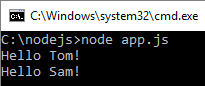 C:\Windows\system32\cmd.exe
C:\nodejs>node app.js
Hello Tom!
Hello Sam!